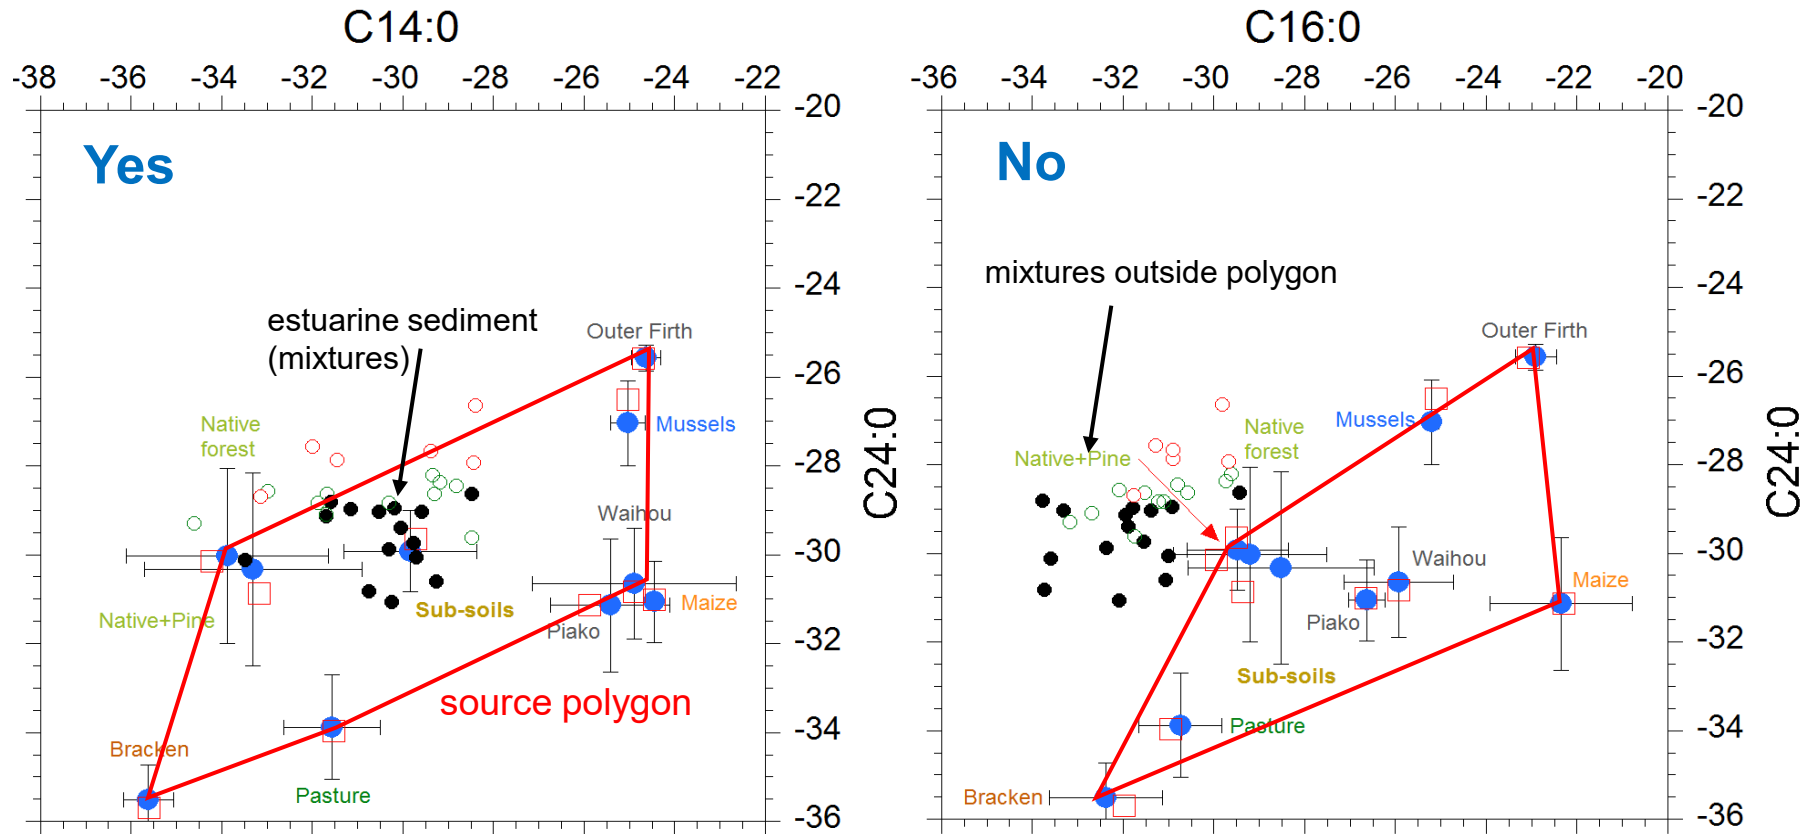 C14:0
-38 -36 -34 -32 -30 -28 -26 -24 -22
-20
-22
-24
-26
-28
-30
-32
-34
-36
C24:0
Yes
estuarine sediment
(mixtures)
Outer Firth
Mussels
Native
forest
Waihou
Sub-soils
Maize
Native+Pine
Piako
source polygon
Bracken
Pasture
C16:0
-36 -34 -32 -30 -28 -26 -24 -22 -20
-20
-22
-24
-26
-28
-30
-32
-34
-36
C24:0
No
mixtures outside polygon
Outer Firth
Mussels
Native
forest
Native+Pine
Waihou
Maize
Piako
Sub-soils
Pasture
Bracken